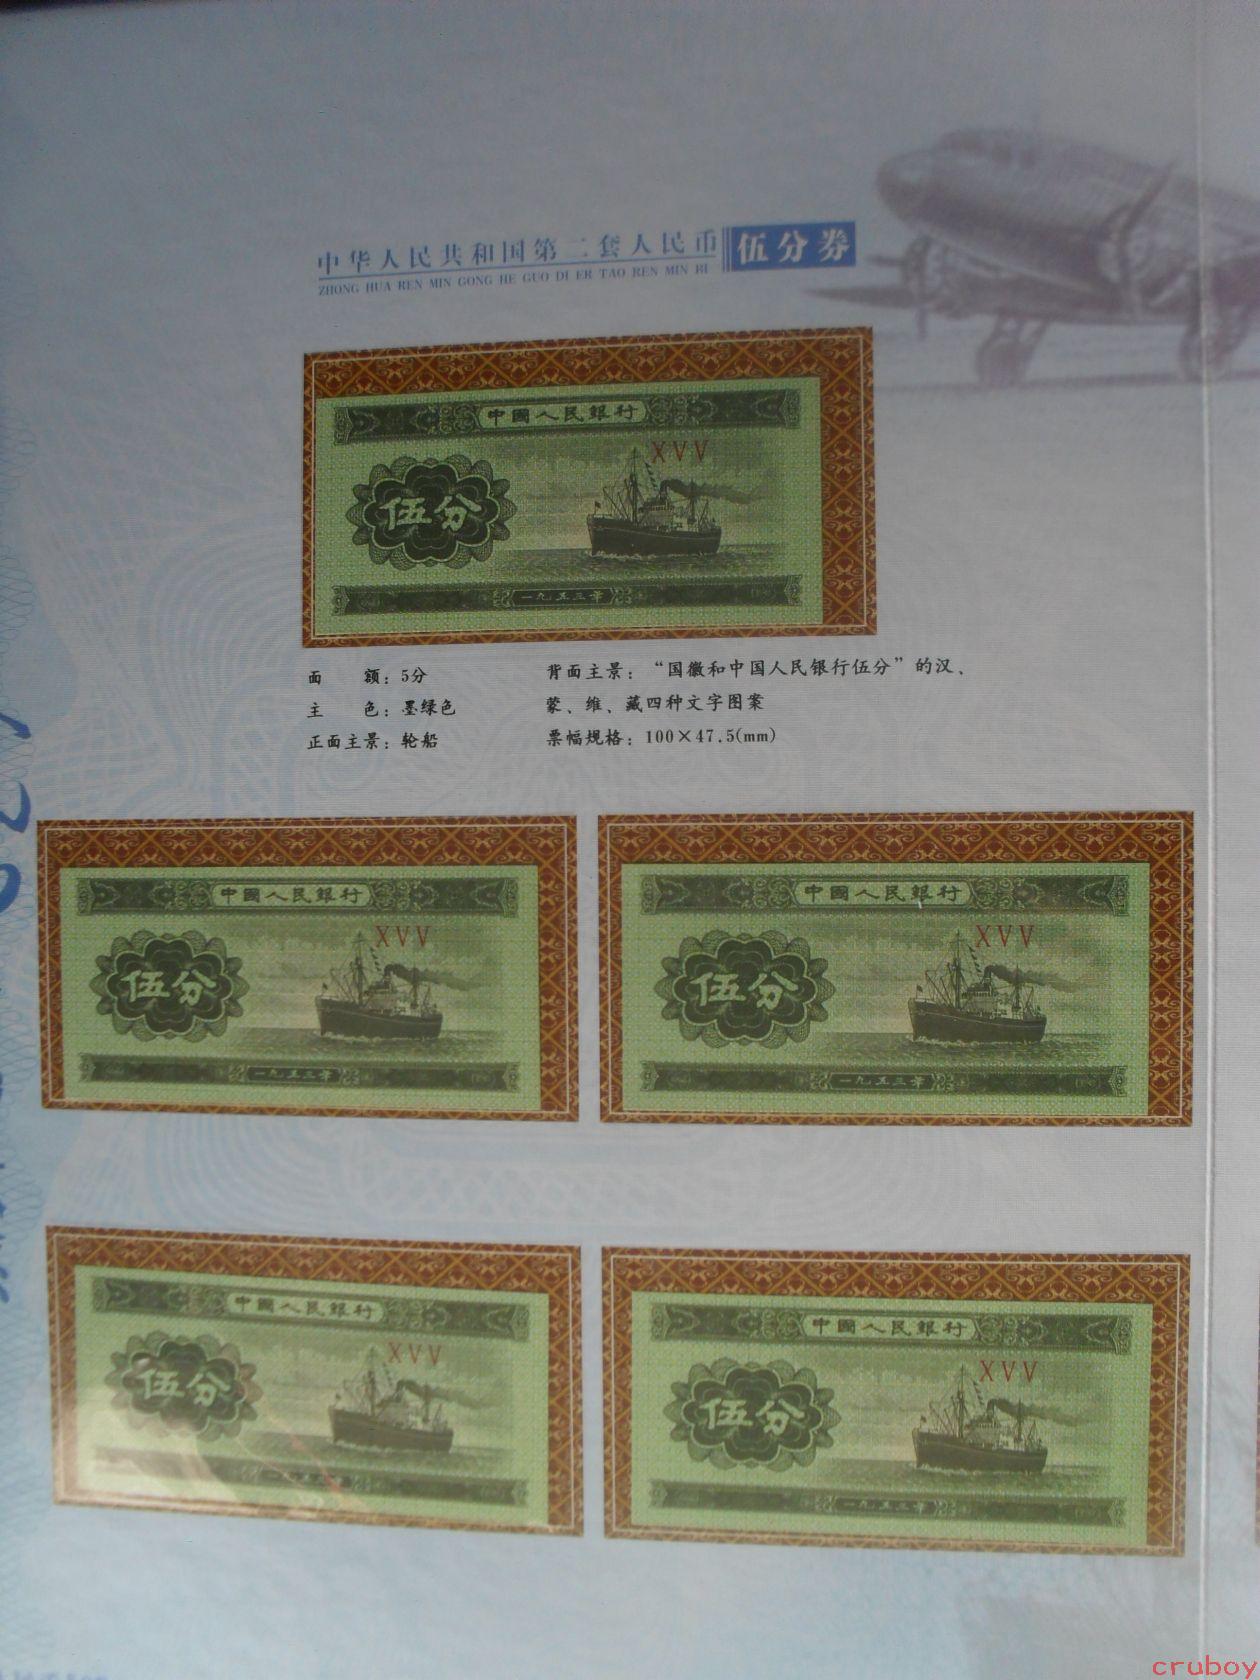 中华人民共和国第二套人民币 伍分券
ZHONG HUA REN MIN GONG HE GUO DI ER TAO REN MIN BI
中國人民銀行
XVV
伍分
一九五三年
面 额：5分
主 色：墨绿色
正面主景：轮船
背面主景：“国徽和中国人民银行伍分”的汉、
蒙、维、藏四种文字图案
票幅规格：100×47.5(mm)
中國人民銀行
XVV
伍分
一九五三年
中國人民銀行
XVV
伍分
一九五三年
中國人民銀行
XVV
伍分
中國人民銀行
XVV
伍分
一九五三年
cruboy